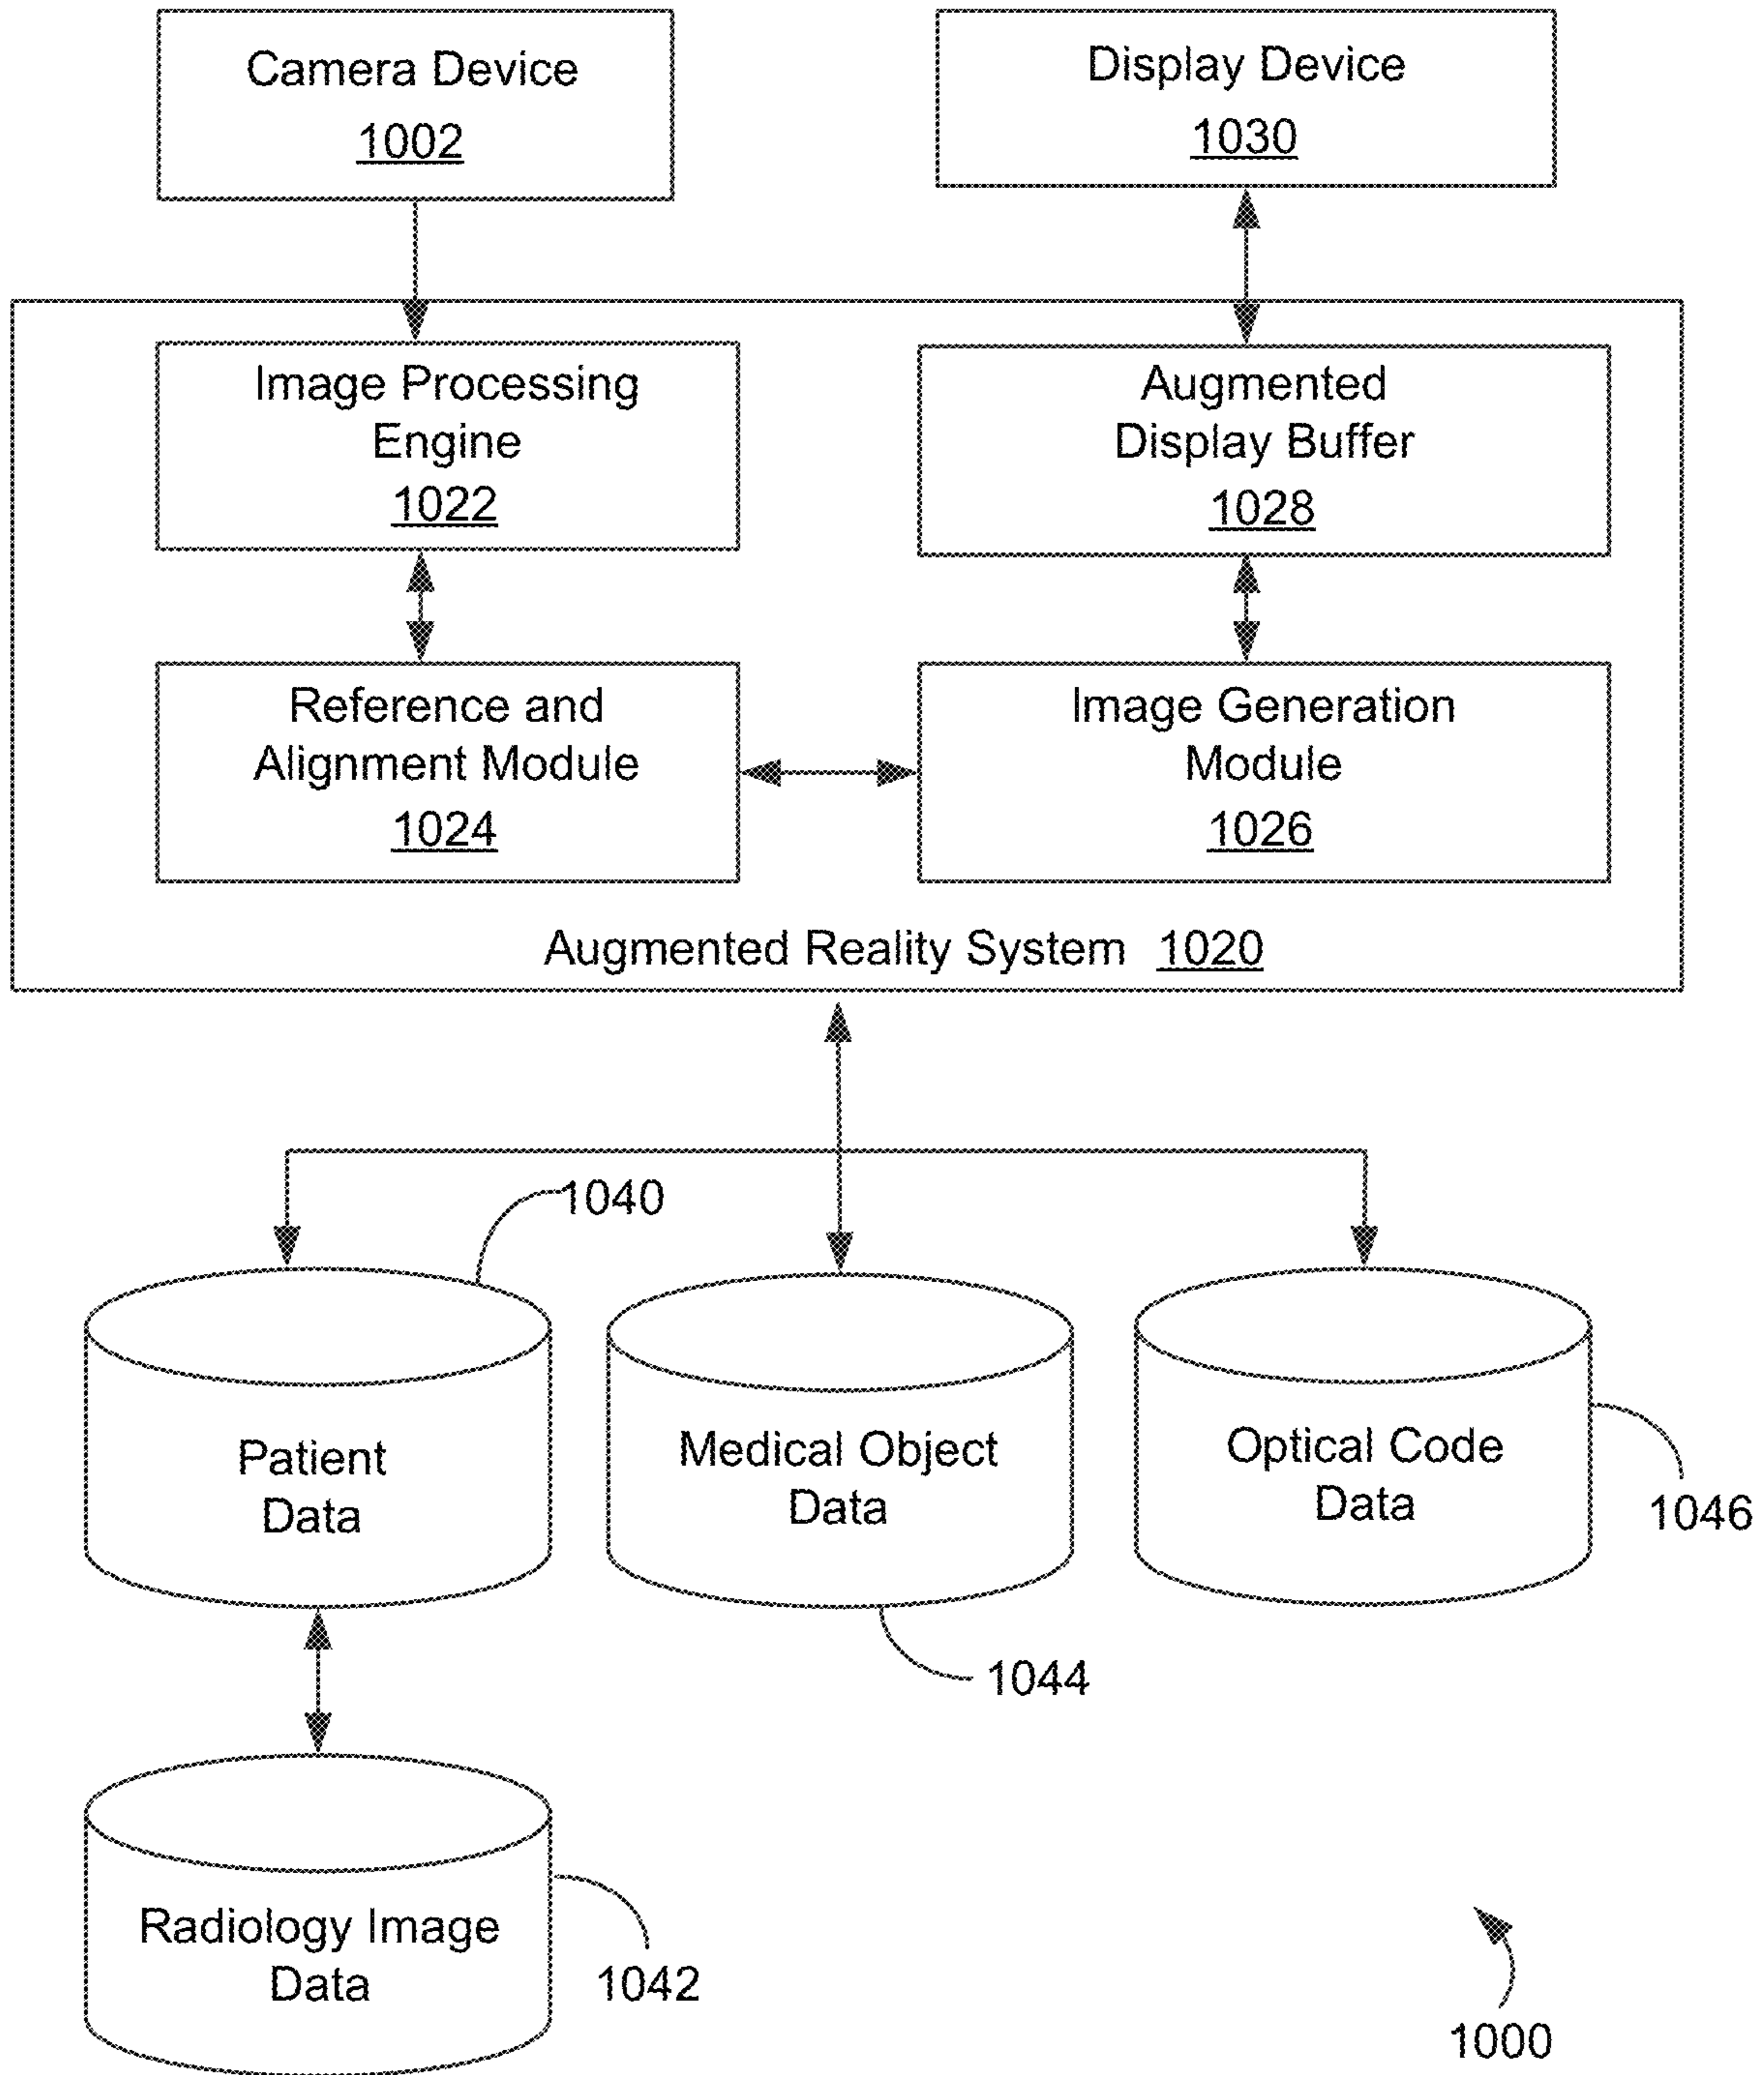 Camera Device
1002
Display Device
1030
Image Processing
Engine
1022
Augmented
Display Buffer
1028
Reference and
Alignment Module
1024
Image Generation
Module
1026
Augmented Reality System 1020
1040
Patient
Data
Medical Object
Data
Optical Code
Data
1046
1044
Radiology Image
Data
1042
1000